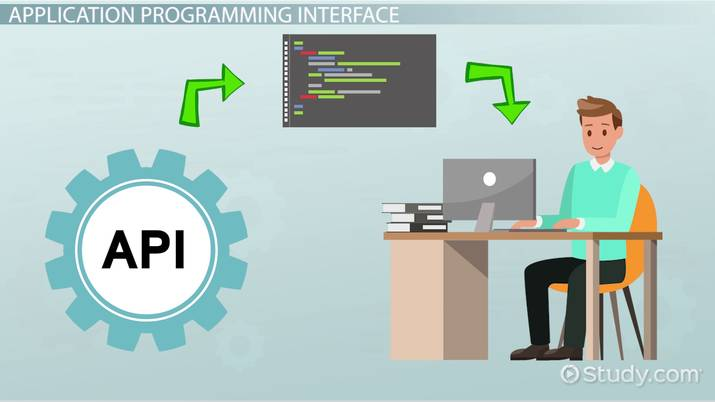 APPLICATION PROGRAMMING INTERFACE
API
Study.com